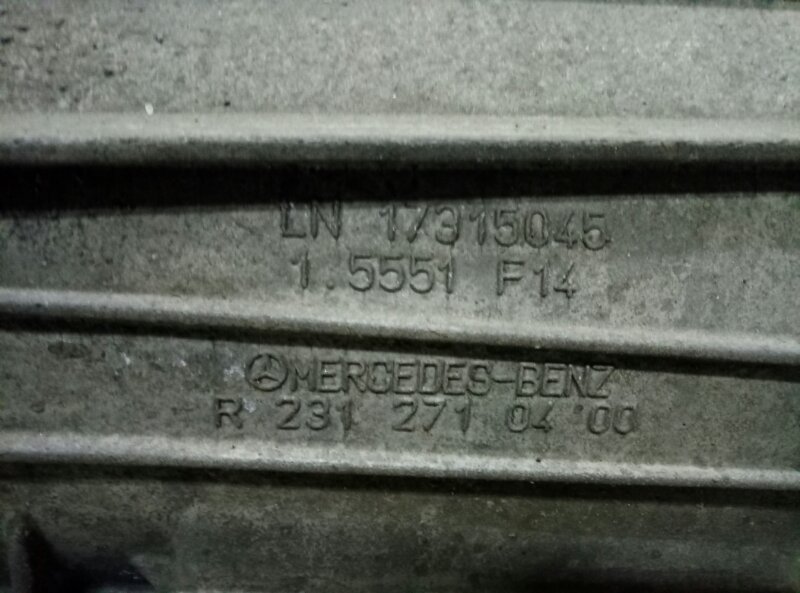 LN 17315045
1.5551 F14
MERCEDES-BENZ
R 231 271 04 00